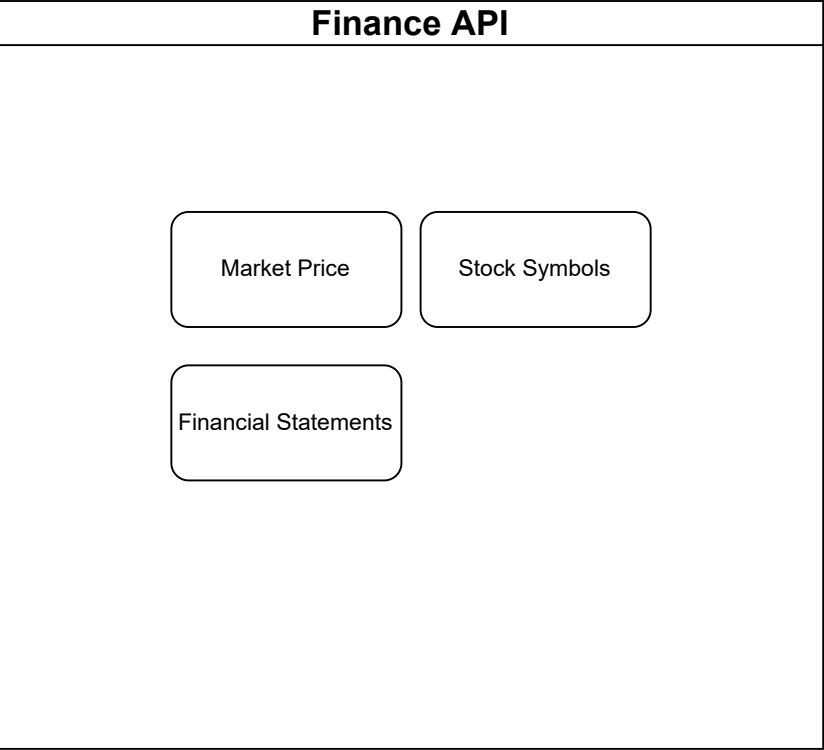 Finance API
Market Price
Stock Symbols
Financial Statements